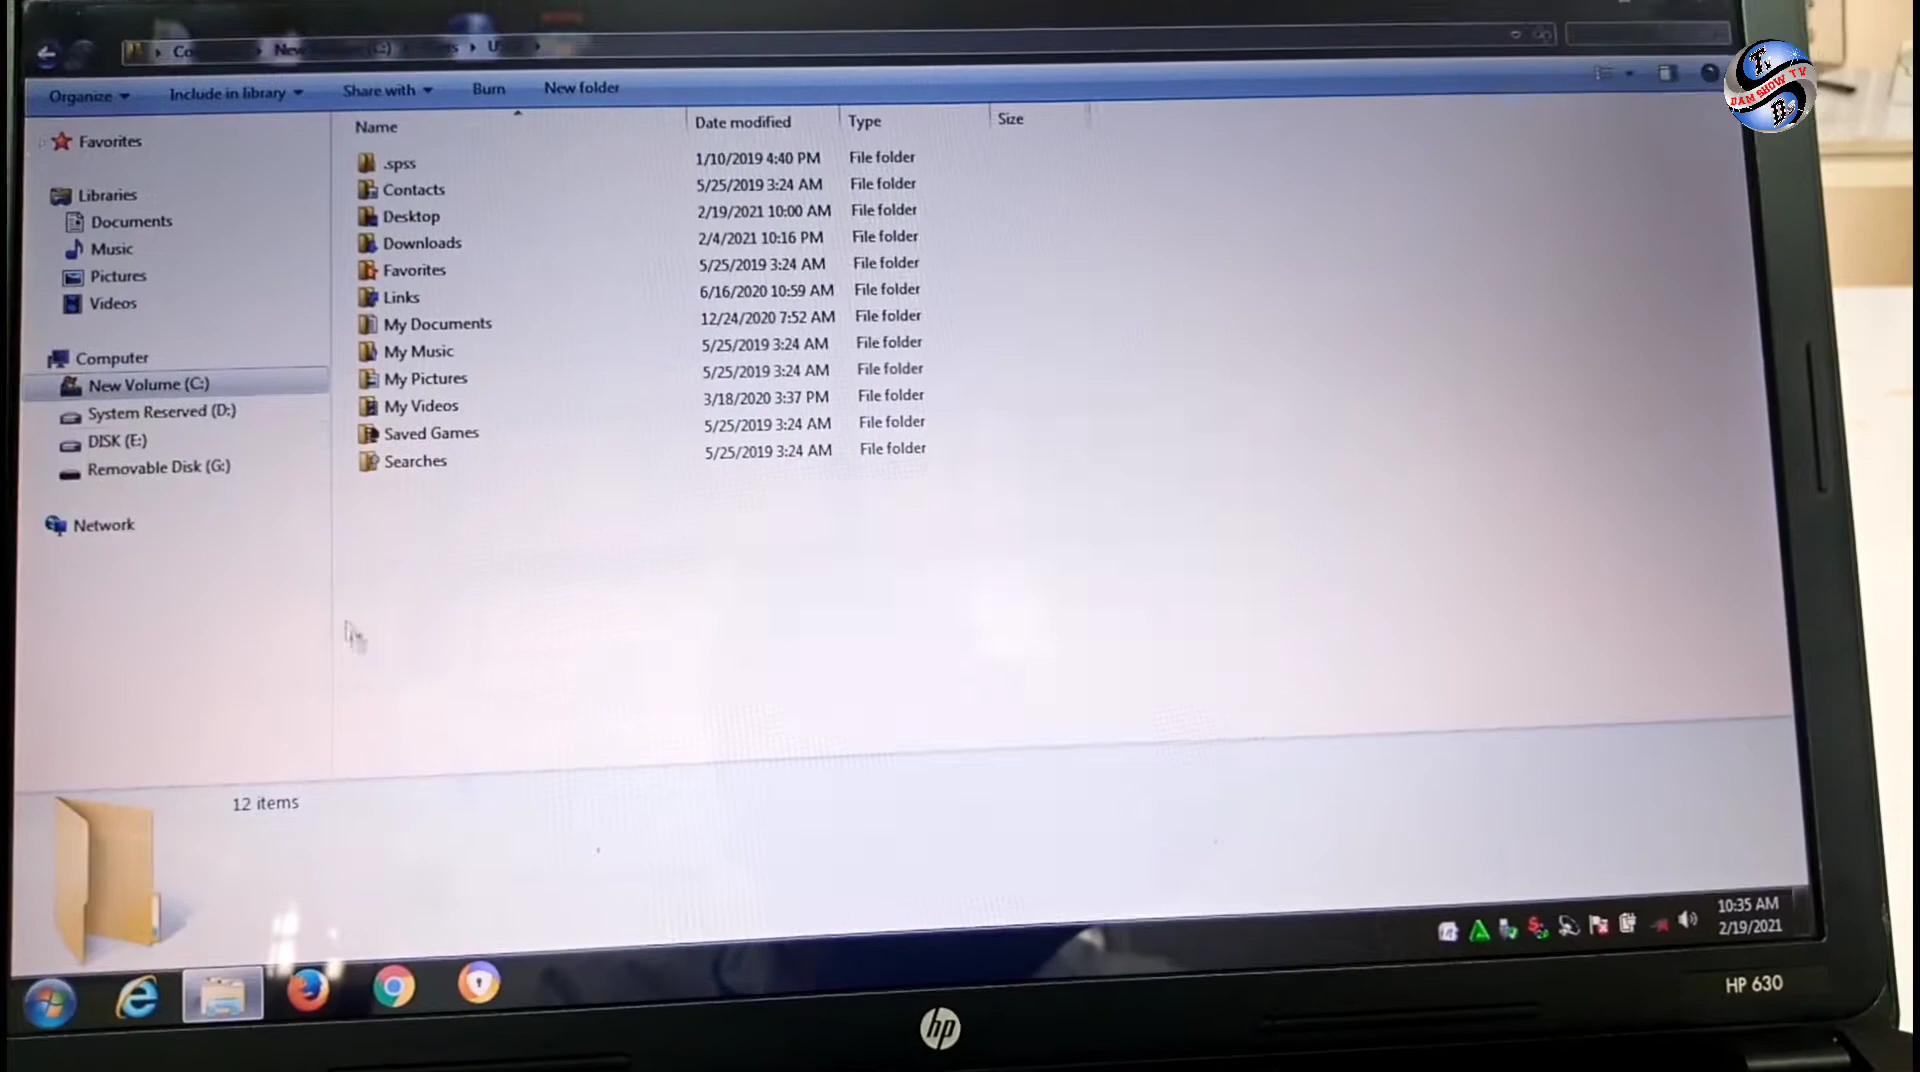 Organize
Include in library
Share with
Burn
New folder
Name
Date modified
Type
Size
Favorites
Libraries
Documents
Music
Pictures
Videos
Computer
New Volume (C:)
System Reserved (D:)
DISK (E:)
Removable Disk (G:)
Network
.spss 1/10/2019 4:40 PM File folder
Contacts 5/25/2019 3:24 AM File folder
Desktop 2/19/2021 10:00 AM File folder
Downloads 2/4/2021 10:16 PM File folder
Favorites 5/25/2019 3:24 AM File folder
Links 6/16/2020 10:59 AM File folder
My Documents 12/24/2020 7:52 AM File folder
My Music 5/25/2019 3:24 AM File folder
My Pictures 5/25/2019 3:24 AM File folder
My Videos 3/18/2020 3:37 PM File folder
Saved Games 5/25/2019 3:24 AM File folder
Searches 5/25/2019 3:24 AM File folder
12 items
10:35 AM
2/19/2021
HP 630
hp
DAM SHOW TV